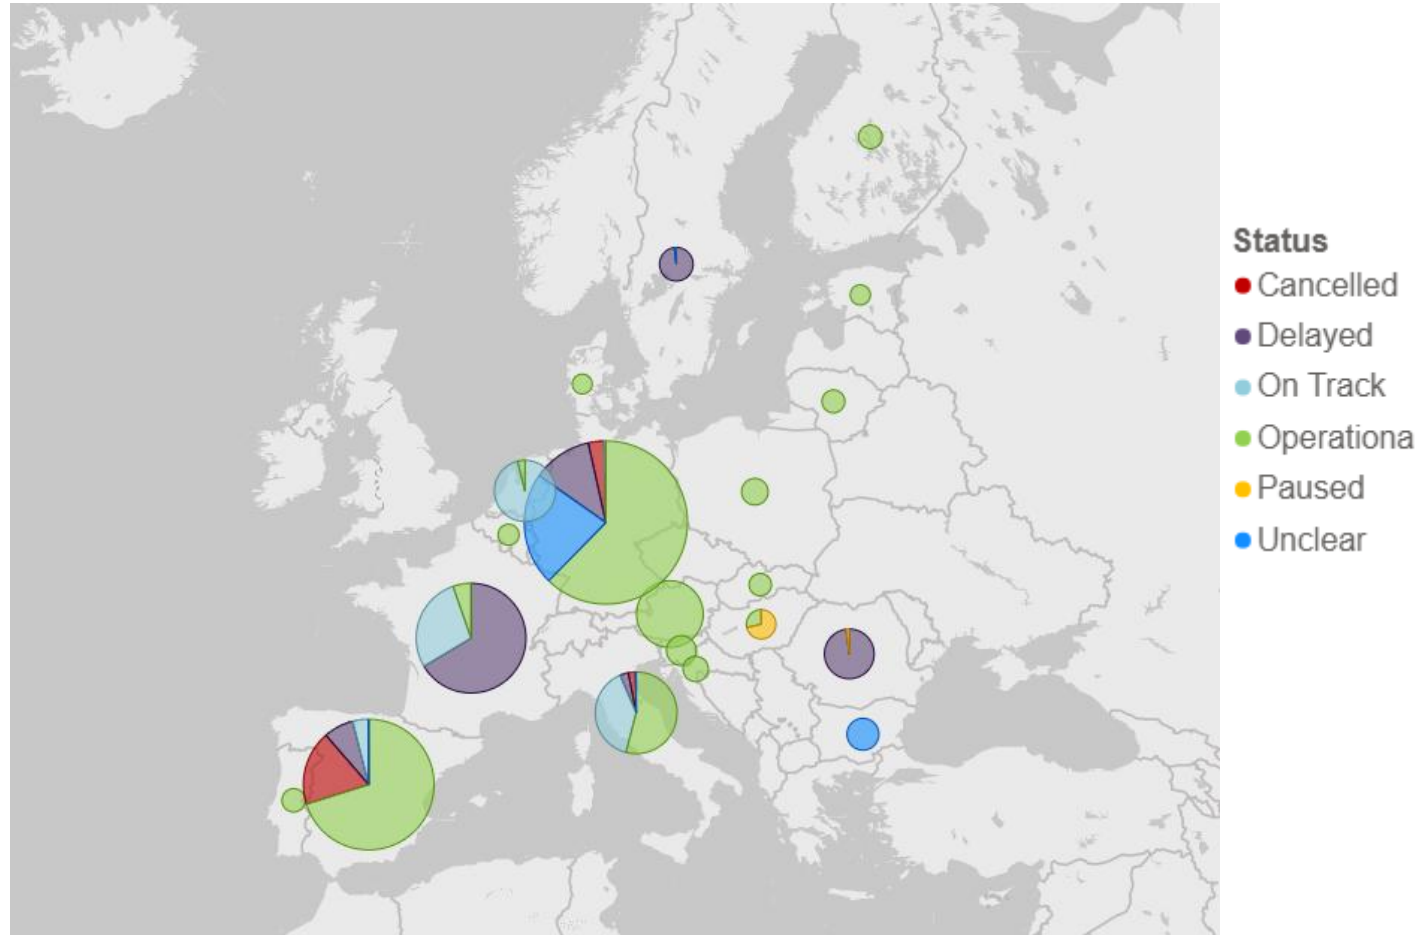 Status
Cancelled
Delayed
On Track
Operationa
Paused
Unclear